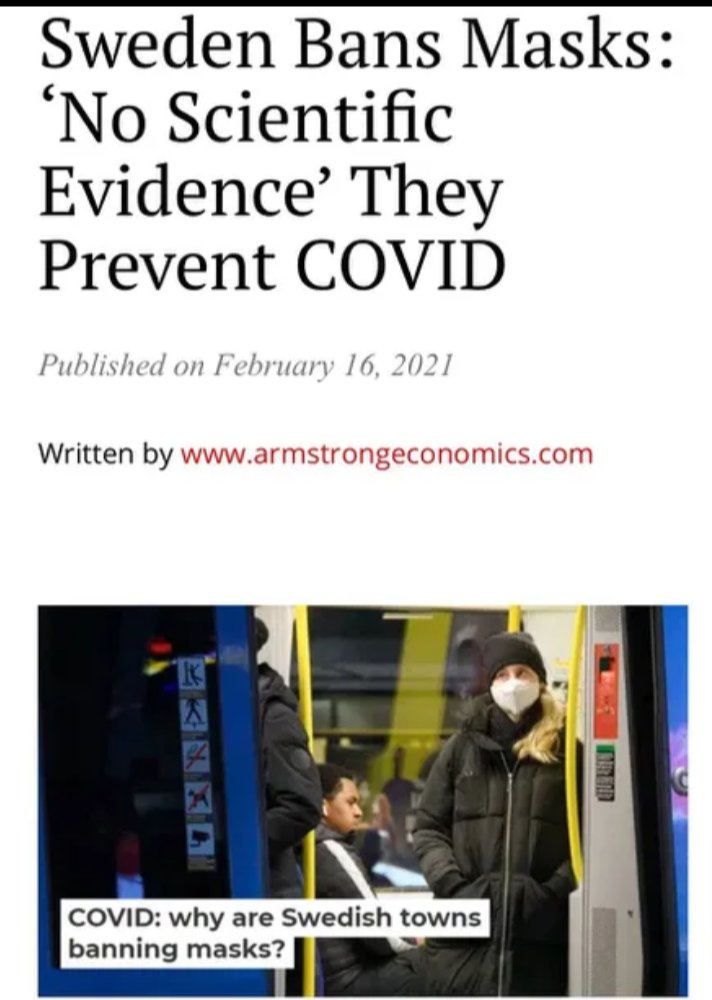 Sweden Bans Masks:
‘No Scientific
Evidence’ They
Prevent COVID
Published on February 16, 2021
Written by www.armstrongeconomics.com
COVID: why are Swedish towns
banning masks?